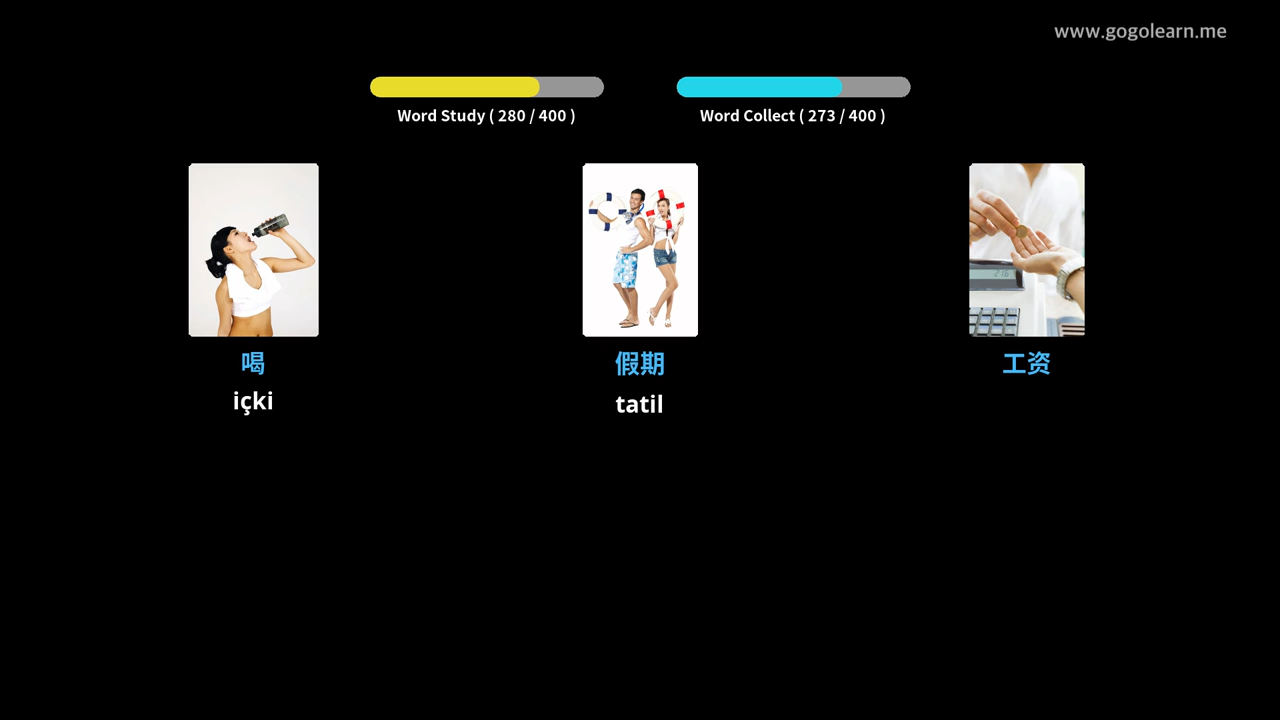 www.gogolearn.me
Word Study ( 280 / 400 )
Word Collect ( 273 / 400 )
喝
假期
工资
içki
tatil